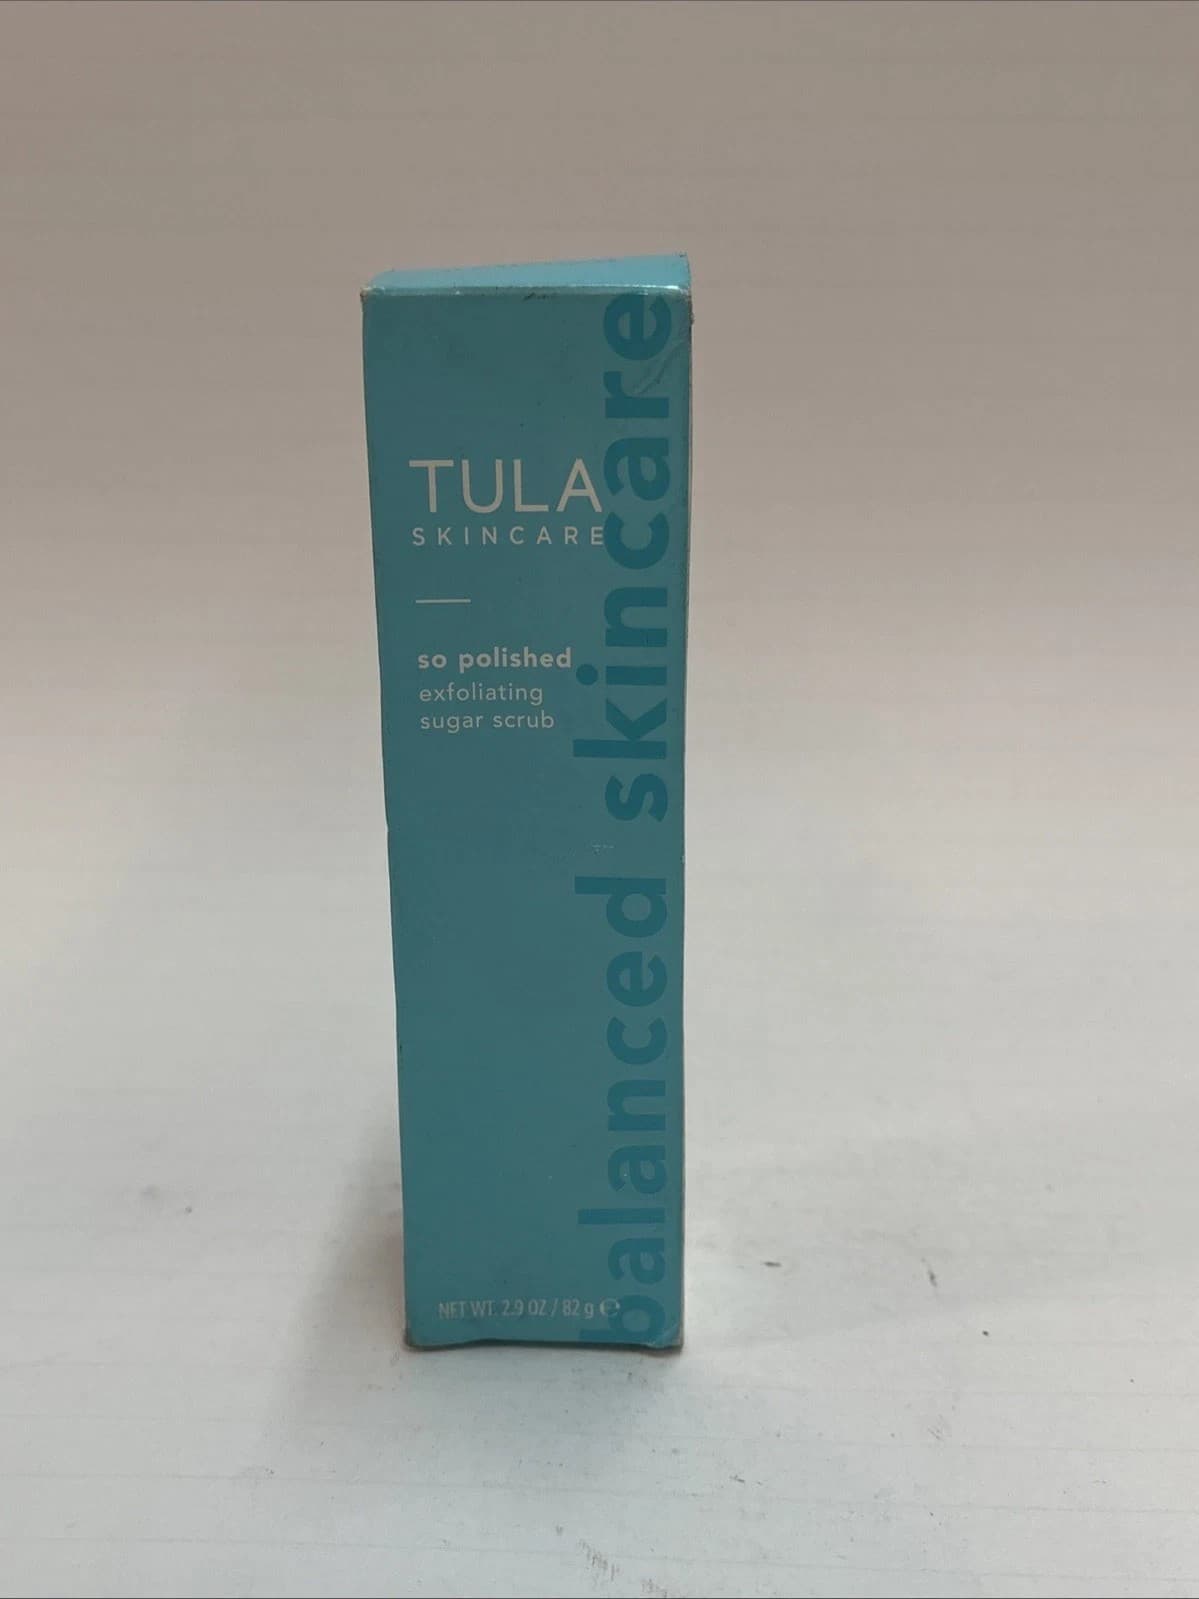 TULA
SKINCARE
so polished
exfoliating
sugar scrub
balanced skincare
NET WT. 2.9 OZ / 82 g ℮